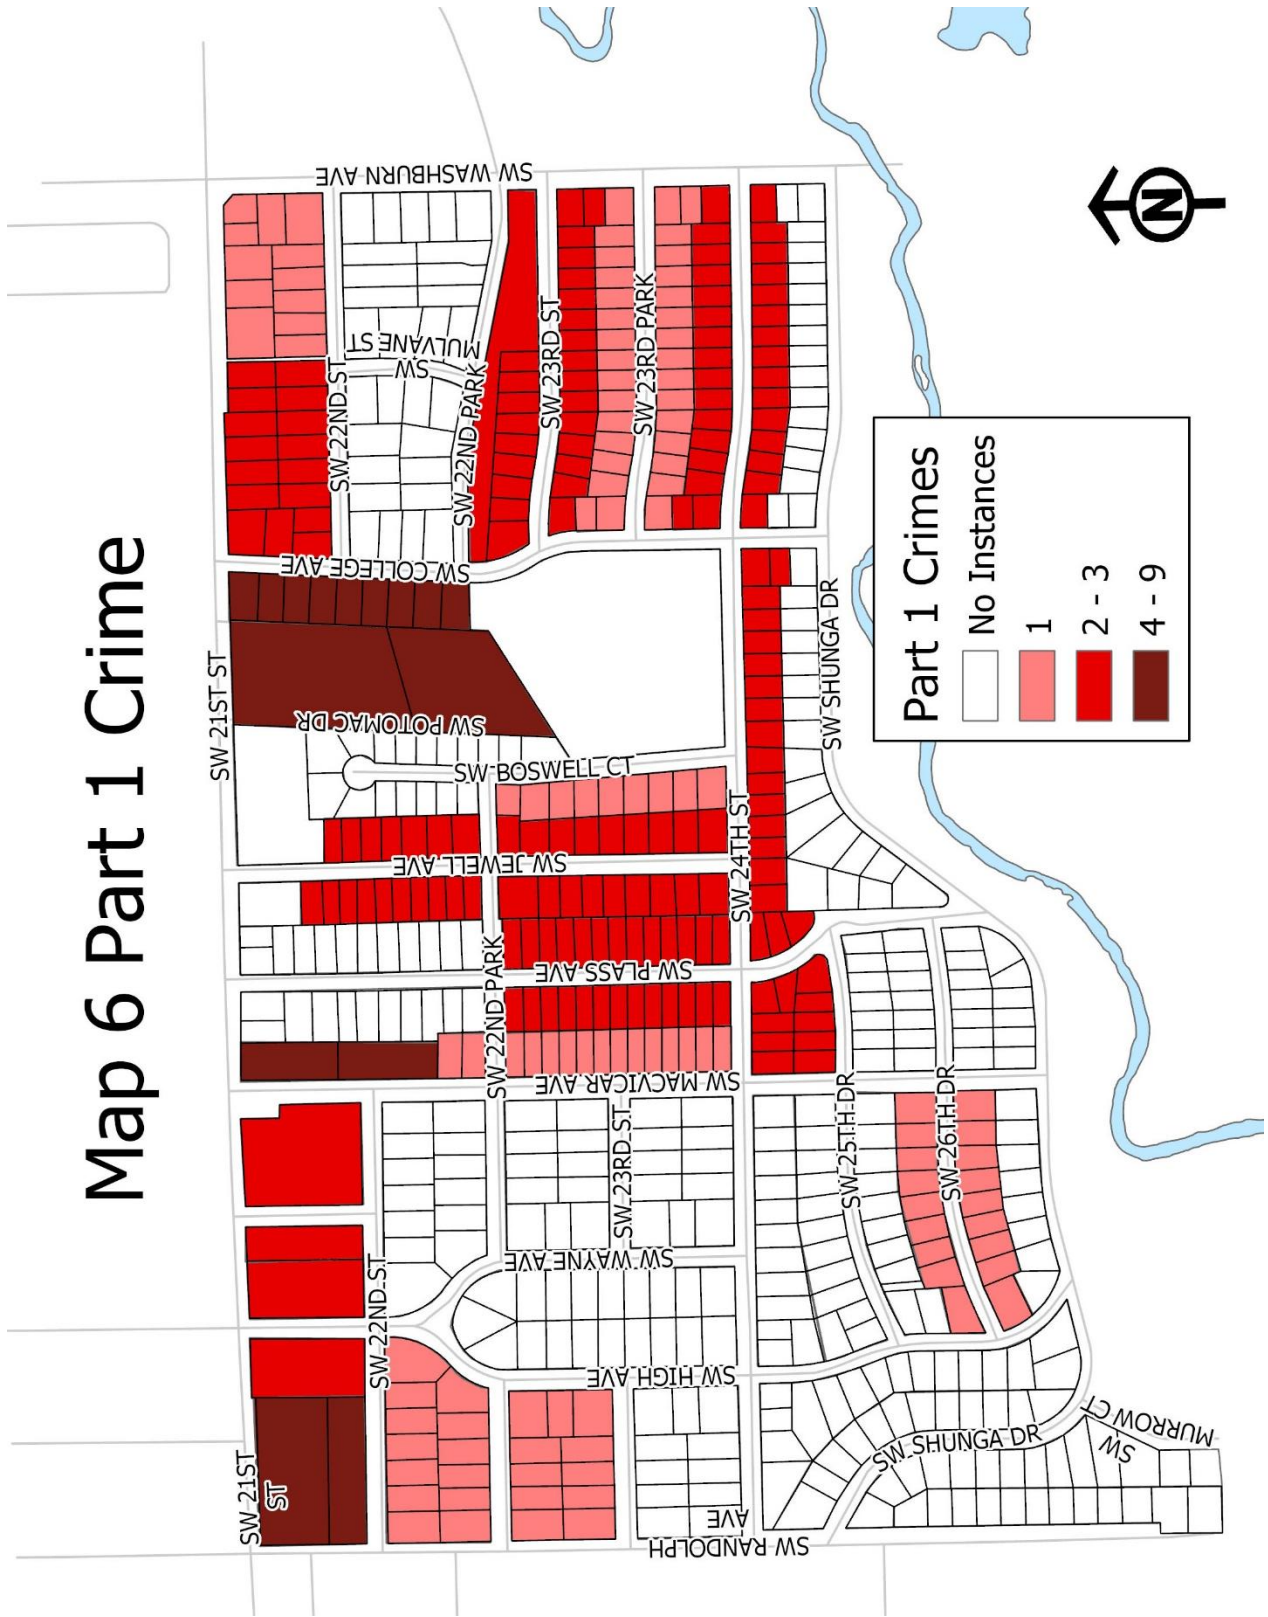 Map 6 Part 1 Crime
SW 21ST ST
SW WASHBURN AVE
SW 22ND ST
SW
MULVANE ST
SW 22ND PARK
SW 23RD ST
SW 23RD PARK
SW COLLEGE AVE
SW POTOMAC DR
SW BOSWELL CT
SW JEWELL AVE
SW 24TH ST
SW SHUNGA DR
SW PLASS AVE
SW 22ND PARK
SW MACVICAR AVE
SW 23RD ST
SW 25TH DR
SW 26TH DR
SW WAYNE AVE
SW 22ND ST
SW HIGH AVE
SW 21ST
ST
SW SHUNGA DR
SW
MURROW CT
SW RANDOLPH
AVE
N
Part 1 Crimes
No Instances
1
2 - 3
4 - 9